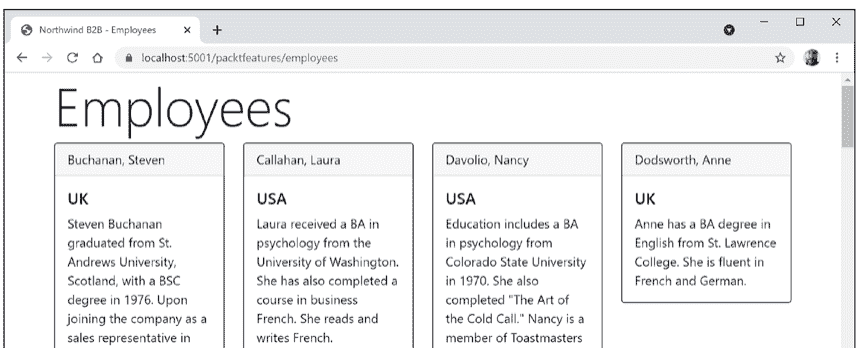 Northwind B2B - Employees
localhost:5001/packtfeatures/employees
Employees
Buchanan, Steven
UK
Steven Buchanan
graduated from St.
Andrews University,
Scotland, with a BSC
degree in 1976. Upon
joining the company as a
sales representative in
Callahan, Laura
USA
Laura received a BA in
psychology from the
University of Washington.
She has also completed a
course in business
French. She reads and
writes French.
Davolio, Nancy
USA
Education includes a BA
in psychology from
Colorado State University
in 1970. She also
completed "The Art of
the Cold Call." Nancy is a
member of Toastmasters
Dodsworth, Anne
UK
Anne has a BA degree in
English from St. Lawrence
College. She is fluent in
French and German.